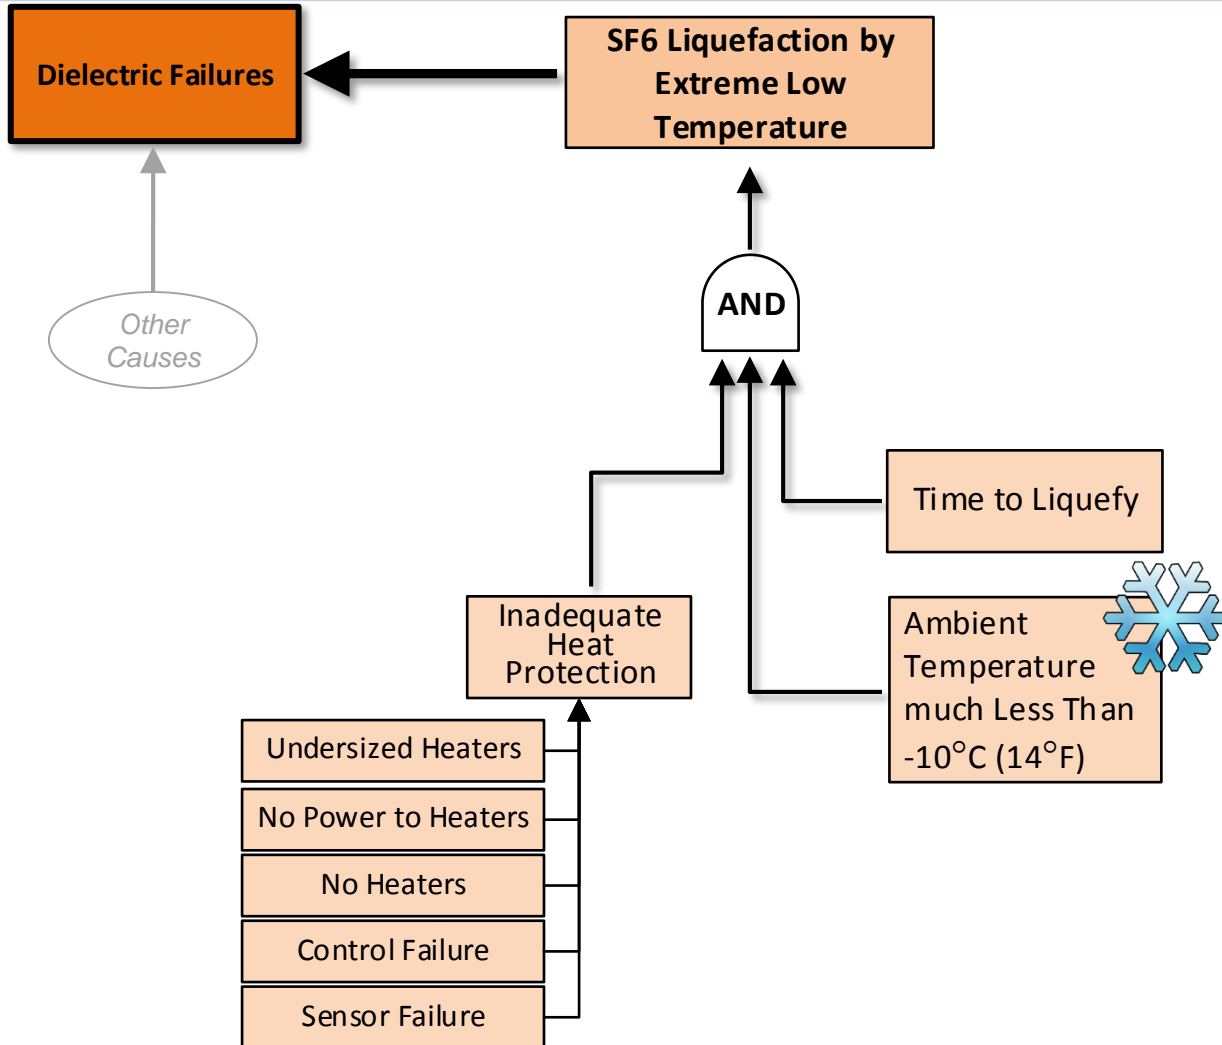 Dielectric Failures
SF6 Liquefaction by
Extreme Low
Temperature
Other
Causes
AND
Time to Liquefy
Inadequate
Heat
Protection
Ambient
Temperature
much Less Than
-10°C (14°F)
Undersized Heaters
No Power to Heaters
No Heaters
Control Failure
Sensor Failure